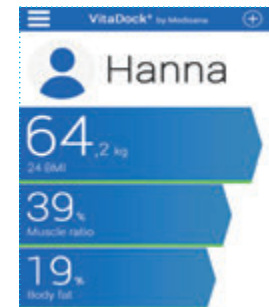 VitaDock+ by Medisana
Hanna
64,2 kg
24 BMI
39%
Muscle ratio
19%
Body fat